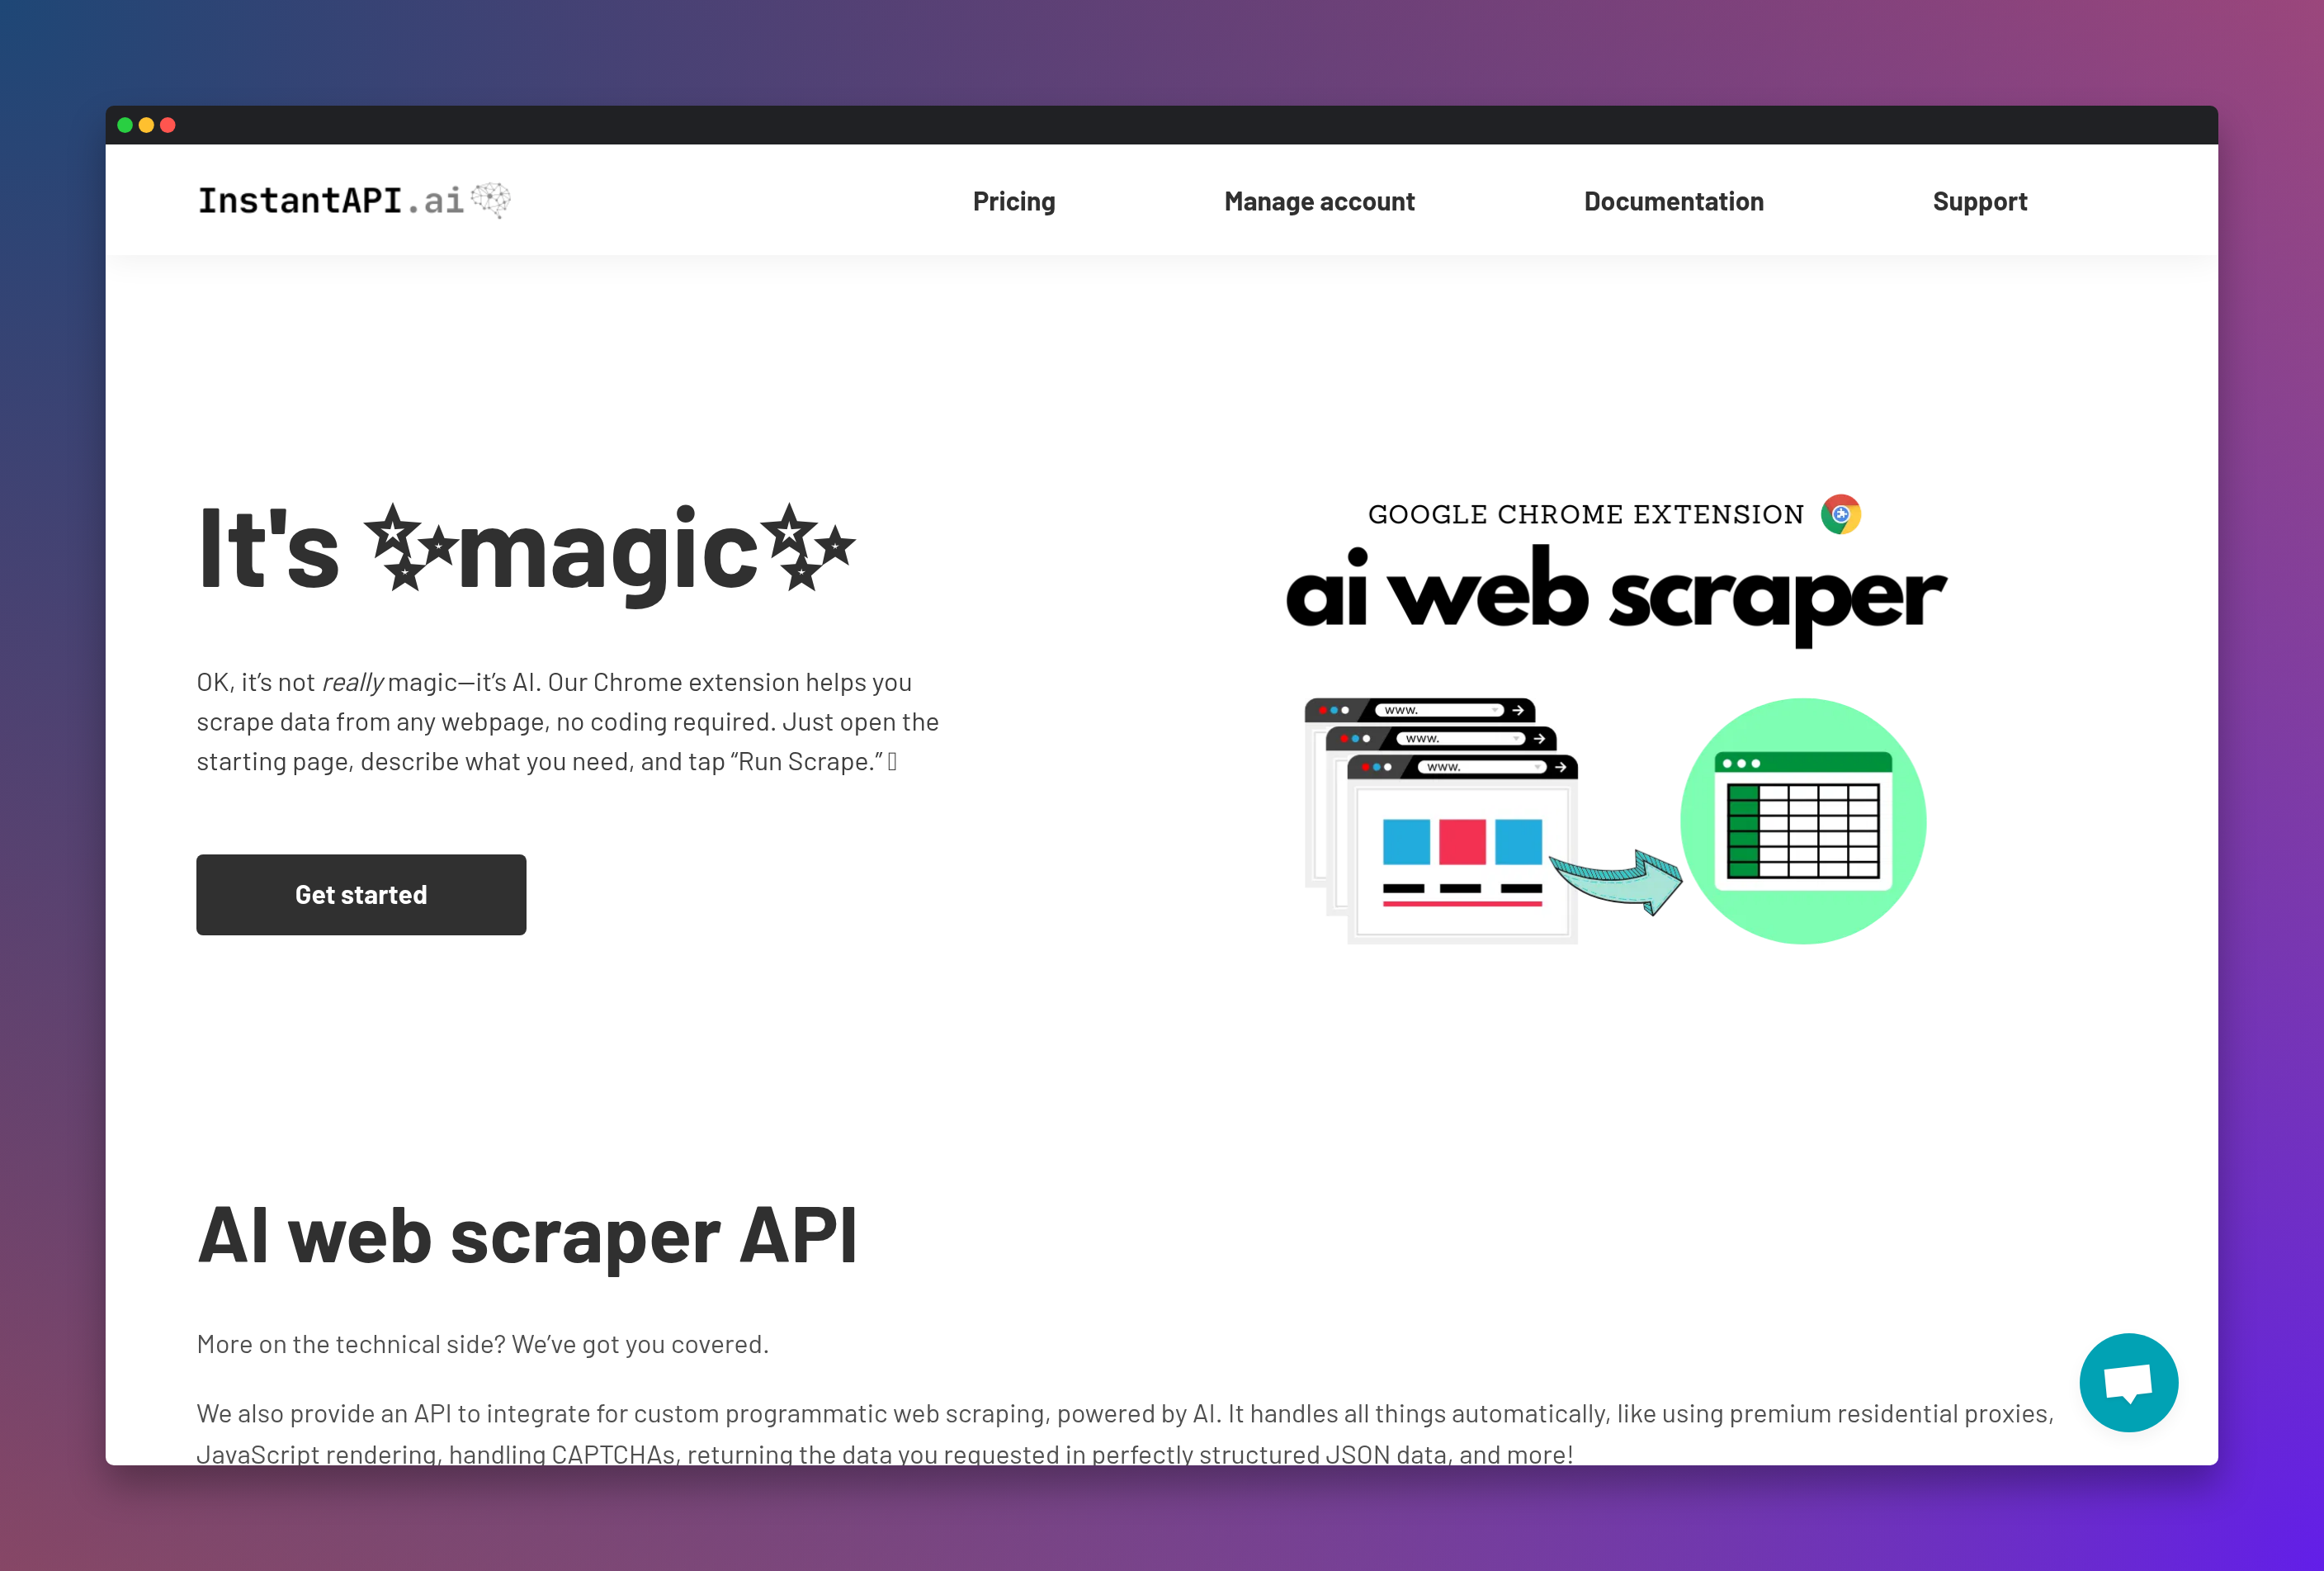 InstantAPI.ai
Pricing
Manage account
Documentation
Support
It's ✨magic✨
OK, it’s not really magic—it’s AI. Our Chrome extension helps you
scrape data from any webpage, no coding required. Just open the
starting page, describe what you need, and tap “Run Scrape.”
Get started
GOOGLE CHROME EXTENSION
ai web scraper
www.
www.
www.
AI web scraper API
More on the technical side? We’ve got you covered.
We also provide an API to integrate for custom programmatic web scraping, powered by AI. It handles all things automatically, like using premium residential proxies,
JavaScript rendering, handling CAPTCHAs, returning the data you requested in perfectly structured JSON data, and more!